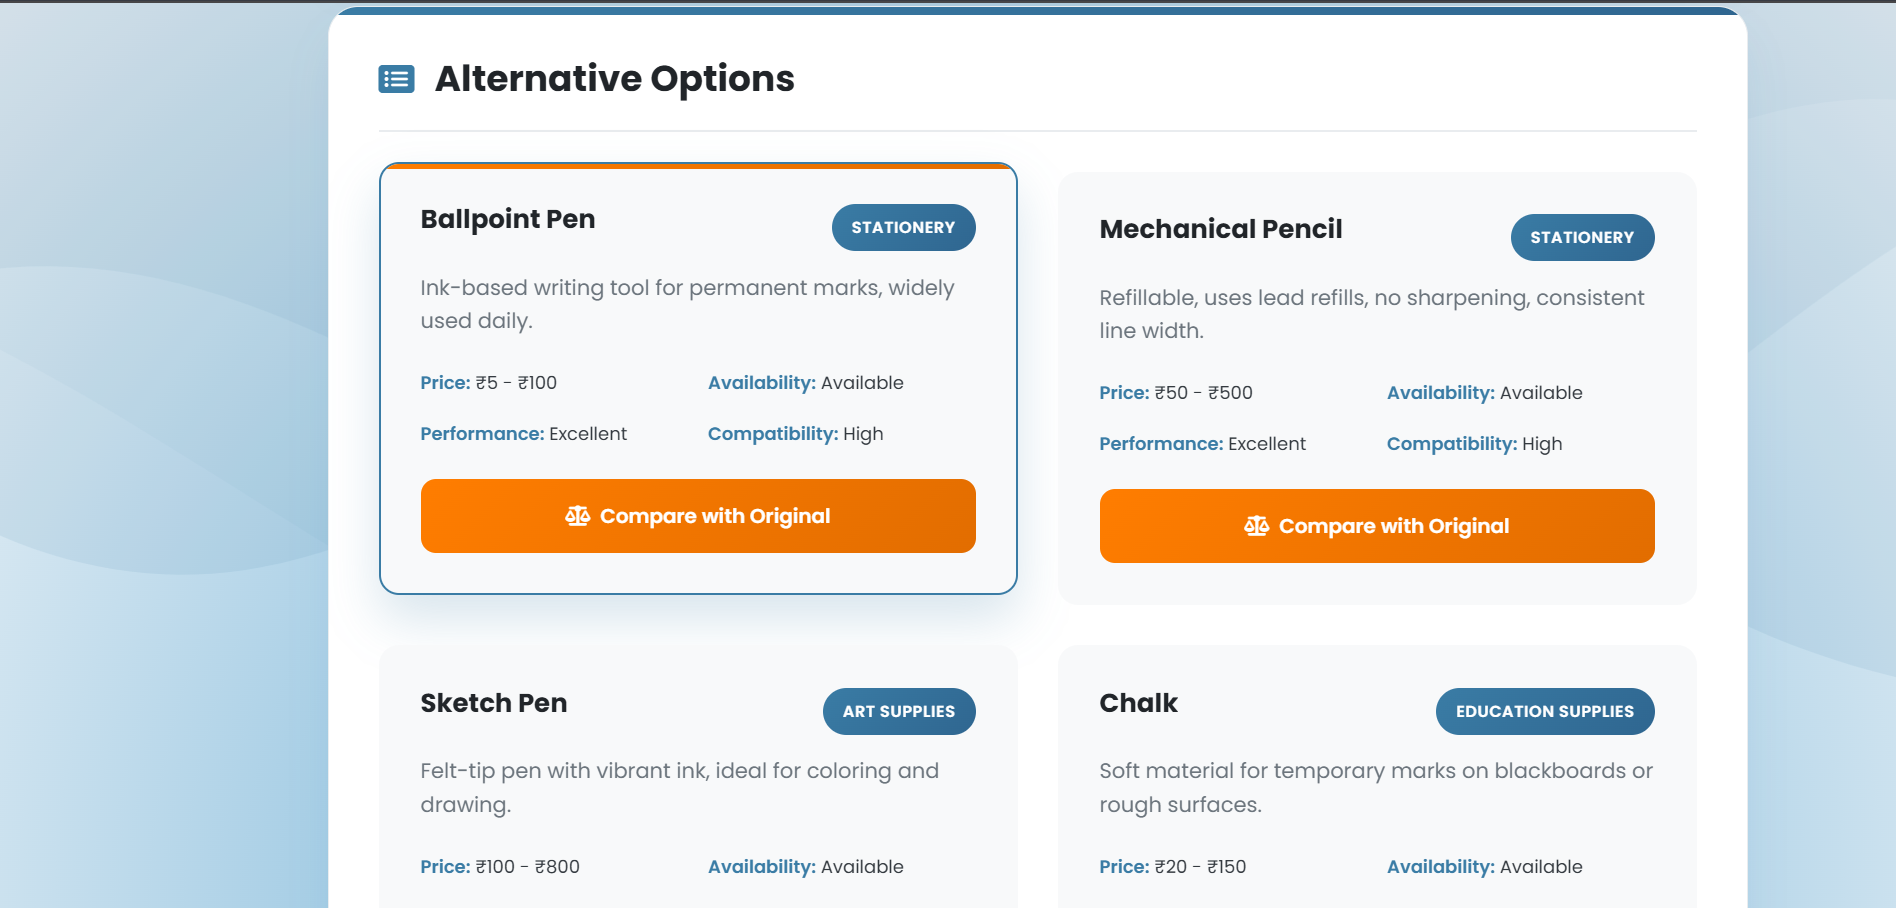 Alternative Options
Ballpoint Pen
STATIONERY
Ink-based writing tool for permanent marks, widely
used daily.
Price: ₹5 - ₹100
Availability: Available
Performance: Excellent
Compatibility: High
Compare with Original
Mechanical Pencil
STATIONERY
Refillable, uses lead refills, no sharpening, consistent
line width.
Price: ₹50 - ₹500
Availability: Available
Performance: Excellent
Compatibility: High
Compare with Original
Sketch Pen
ART SUPPLIES
Felt-tip pen with vibrant ink, ideal for coloring and
drawing.
Price: ₹100 - ₹800
Availability: Available
Chalk
EDUCATION SUPPLIES
Soft material for temporary marks on blackboards or
rough surfaces.
Price: ₹20 - ₹150
Availability: Available